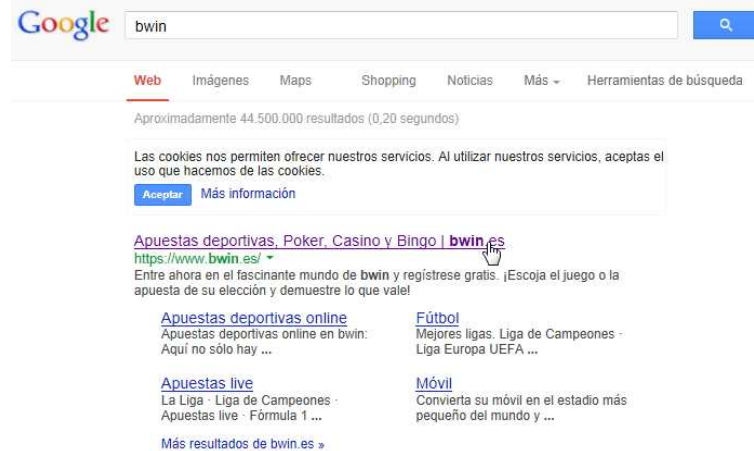 Google bwin
Web Imágenes Maps Shopping Noticias Más Herramientas de búsqueda
Aproximadamente 44.500.000 resultados (0,20 segundos)
Las cookies nos permiten ofrecer nuestros servicios. Al utilizar nuestros servicios, aceptas el
uso que hacemos de las cookies.
Aceptar Más información
Apuestas deportivas, Poker, Casino y Bingo | bwin.es
https://www.bwin.es/
Entre ahora en el fascinante mundo de bwin y regístrese gratis. ¡Escoja el juego o la
apuesta de su elección y demuestre lo que vale!
Apuestas deportivas online
Apuestas deportivas online en bwin:
Aquí no sólo hay ...
Fútbol
Mejores ligas. Liga de Campeones ·
Liga Europa UEFA ...
Apuestas live
La Liga · Liga de Campeones ·
Apuestas live · Fórmula 1 ...
Móvil
Convierta su móvil en el estadio más
pequeño del mundo y ...
Más resultados de bwin.es »